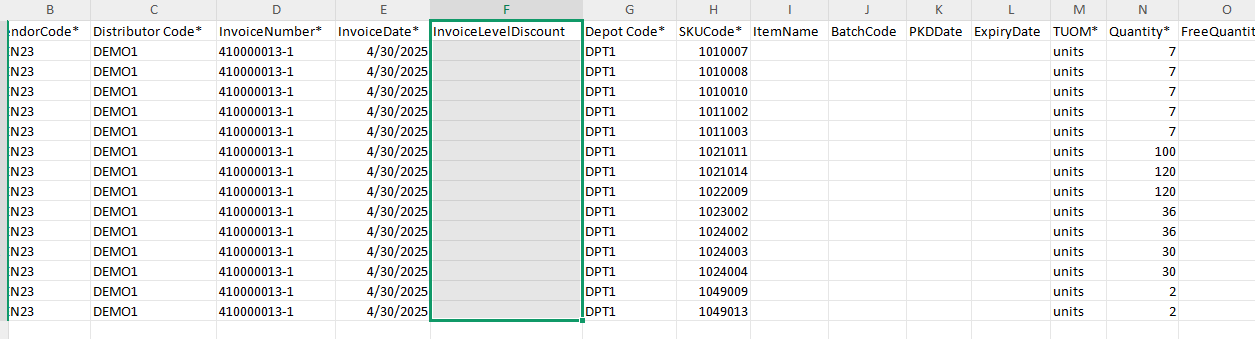 B C D E F G H I J K L M N O
endorCode* Distributor Code* InvoiceNumber* InvoiceDate* InvoiceLevelDiscount Depot Code* SKUCode* ItemName BatchCode PKDDate ExpiryDate TUOM* Quantity* FreeQuantit
N23 DEMO1 410000013-1 4/30/2025 DPT1 1010007 units 7
N23 DEMO1 410000013-1 4/30/2025 DPT1 1010008 units 7
N23 DEMO1 410000013-1 4/30/2025 DPT1 1010010 units 7
N23 DEMO1 410000013-1 4/30/2025 DPT1 1011002 units 7
N23 DEMO1 410000013-1 4/30/2025 DPT1 1011003 units 7
N23 DEMO1 410000013-1 4/30/2025 DPT1 1021011 units 100
N23 DEMO1 410000013-1 4/30/2025 DPT1 1021014 units 120
N23 DEMO1 410000013-1 4/30/2025 DPT1 1022009 units 120
N23 DEMO1 410000013-1 4/30/2025 DPT1 1023002 units 36
N23 DEMO1 410000013-1 4/30/2025 DPT1 1024002 units 36
N23 DEMO1 410000013-1 4/30/2025 DPT1 1024003 units 30
N23 DEMO1 410000013-1 4/30/2025 DPT1 1024004 units 30
N23 DEMO1 410000013-1 4/30/2025 DPT1 1049009 units 2
N23 DEMO1 410000013-1 4/30/2025 DPT1 1049013 units 2